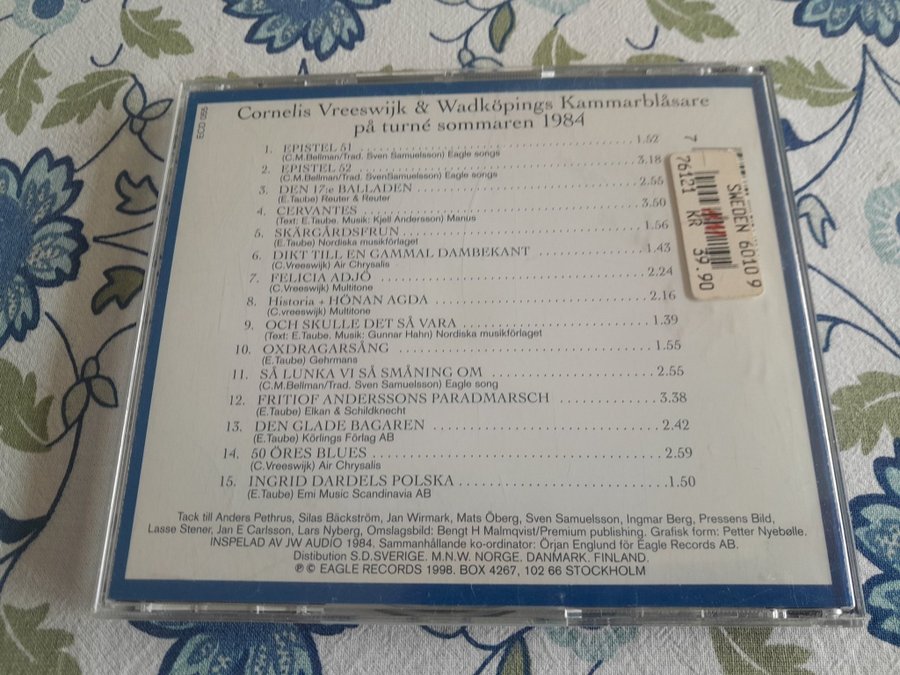 ECD 055
Cornelis Vreeswijk & Wadköpings Kammarblåsare
på turné sommaren 1984
1. EPISTEL 51 1.52
(C.M.Bellman/Trad. Sven Samuelsson) Eagle songs
2. EPISTEL 52 3.18
(C.M.Bellman/Trad. SvenSamuelsson) Eagle songs
3. DEN 17:e BALLADEN 2.55
(E.Taube) Reuter & Reuter
4. CERVANTES 3.50
(Text: E.Taube. Musik: Kjell Andersson) Manus
5. SKÄRGÅRDSFRUN 1.56
(E.Taube) Nordiska musikförlaget
6. DIKT TILL EN GAMMAL DAMBEKANT 1.43
(C.Vreeswijk) Air Chrysalis
7. FELICIA ADJÖ 2.24
(C.Vreeswijk) Multitone
8. Historia + HÖNAN AGDA 2.16
(C.vreeswijk) Multitone
9. OCH SKULLE DET SÅ VARA 1.39
(Text: E.Taube. Musik: Gunnar Hahn) Nordiska musikförlaget
10. OXDRAGARSÅNG 1.55
(E.Taube) Gehrmans
11. SÅ LUNKA VI SÅ SMÅNING OM 2.55
(C.M.Bellman/Trad. Sven Samuelsson) Eagle song
12. FRITIOF ANDERSSONS PARADMARSCH 3.38
(E.Taube) Elkan & Schildknecht
13. DEN GLADE BAGAREN 2.42
(E.Taube) Körlings Förlag AB
14. 50 ÖRES BLUES 2.59
(C.Vreeswijk) Air Chrysalis
15. INGRID DARDELS POLSKA 1.50
(E.Taube) Emi Music Scandinavia AB
Tack till Anders Pethrus, Silas Bäckström, Jan Wirmark, Mats Öberg, Sven Samuelsson, Ingmar Berg, Pressens Bild,
Lasse Stener, Jan E Carlsson, Lars Nyberg, Omslagsbild: Bengt H Malmqvist/Premium publishing. Grafisk form: Petter Nyebølle.
INSPELAD AV JW AUDIO 1984. Sammanhållande ko-ordinator: Örjan Englund för Eagle Records AB.
Distibution S.D.SVERIGE. M.N.W. NORGE. DANMARK. FINLAND.
℗ © EAGLE RECORDS 1998. BOX 4267, 102 66 STOCKHOLM
SWEDEN 6010 9
7 76121
KR 39.90